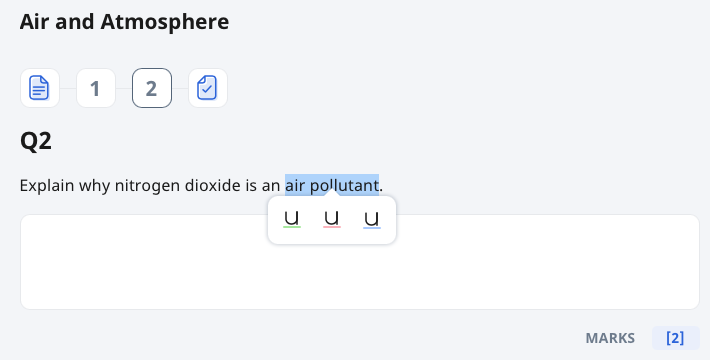 Air and Atmosphere
1 2
Q2
Explain why nitrogen dioxide is an air pollutant.
u u u
MARKS [2]